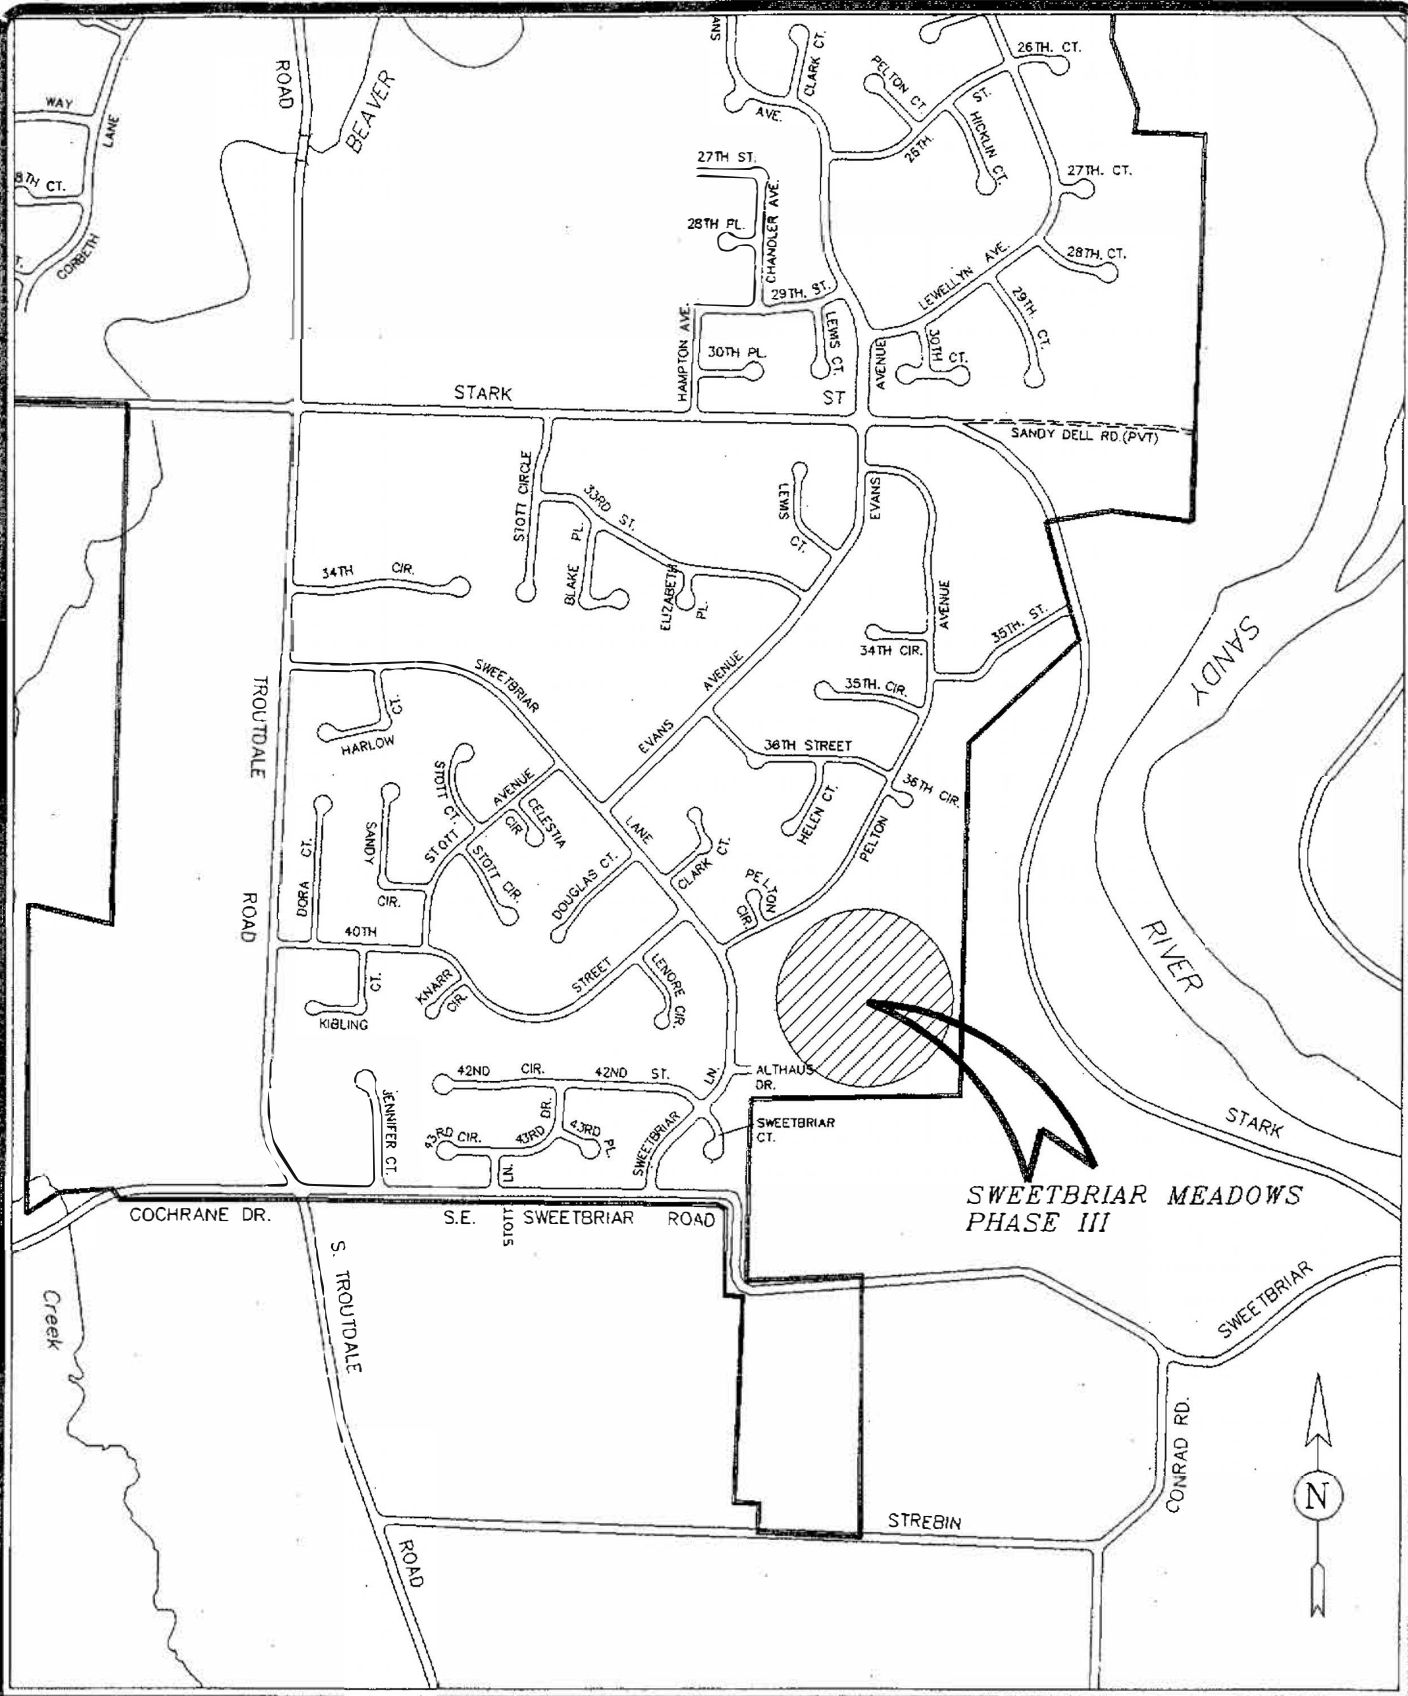 26TH. CT.
ROAD
BEAVER
CLARK CT.
PELTON CT.
ST.
HICKLIN CT.
26TH.
AVE.
WAY
LANE
8TH CT.
CORBETH
27TH ST.
27TH. CT.
28TH PL.
CHANDLER AVE.
28TH. CT.
LEWELLYN AVE.
29TH. ST.
29TH. CT.
HAMPTON AVE.
LEWIS CT.
30TH PL.
AVENUE
30TH CT.
STARK
ST
SANDY DELL RD.(PVT)
STOTT CIRCLE
33RD ST.
LEWIS CT.
EVANS
AVENUE
BLAKE PL.
ELIZABETH PL.
34TH CIR.
34TH CIR.
35TH. ST.
35TH. CIR.
SANDY
RIVER
SWEETBRIAR
LANE
AVENUE
EVANS
TROUTDALE
ROAD
HARLOW
CT.
36TH STREET
36TH CIR.
HELEN CT.
PELTON
STOTT CT.
STOTT
AVENUE
CELESTIA
CIR
STOTT CIR.
SANDY
CIR.
DORA CT.
DOUGLAS CT.
CLARK CT.
PELT
NO.
CIR.
40TH
STREET
KNARR
CIR.
LENORE CIR.
CT.
KIBLING
42ND CIR.
42ND ST.
LN.
ALTHAUS
DR.
JENNIFER CT.
43RD CIR.
43RD
DR.
43RD
PL.
SWEETBRIAR
SWEETBRIAR
CT.
STOTT LN.
STARK
SWEETBRIAR MEADOWS
PHASE III
COCHRANE DR.
S.E. SWEETBRIAR ROAD
S. TROUTDALE
ROAD
Creek
SWEETBRIAR
CONRAD RD.
STREBIN
N